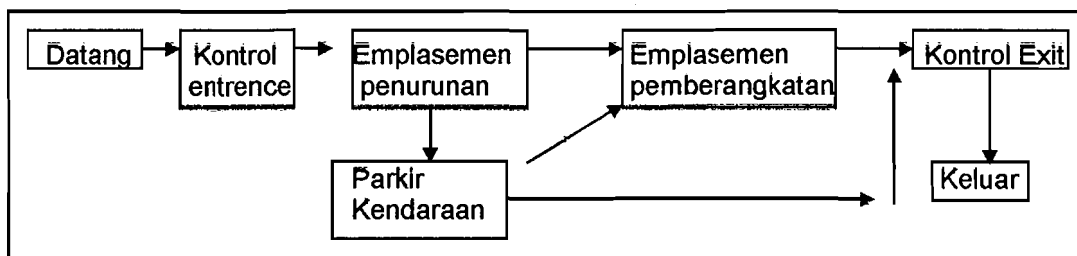 Datang
Kontrol
entrence
Emplasemen
penurunan
Emplasemen
pemberangkatan
Kontrol Exit
Parkir
Kendaraan
Keluar